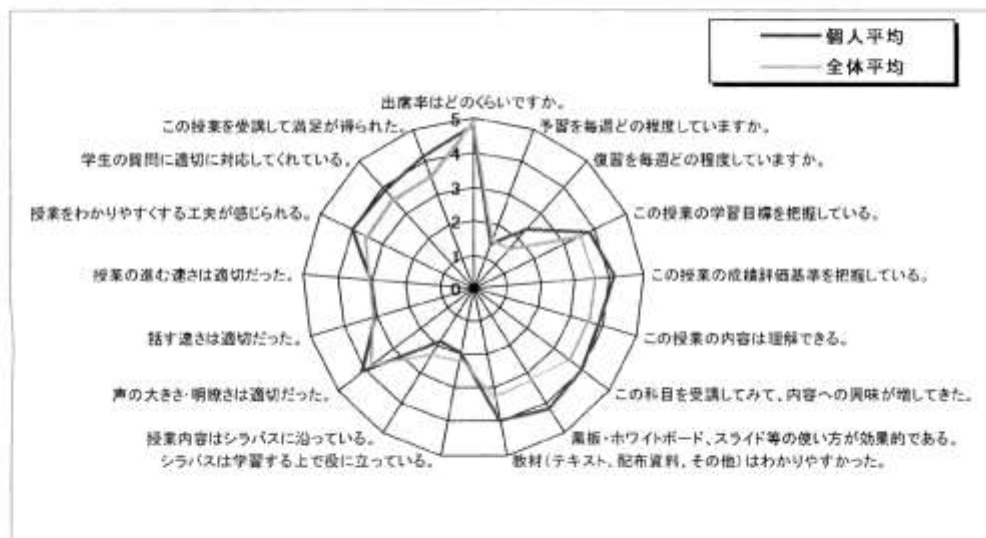 個人平均
全体平均
出席率はどのくらいですか。
予習を毎週どの程度していますか。
復習を毎週どの程度していますか。
この授業の学習目標を把握している。
この授業の成績評価基準を把握している。
この授業の内容は理解できる。
この科目を受講してみて、内容への興味が増してきた。
黒板・ホワイトボード、スライド等の使い方が効果的である。
教材(テキスト、配布資料、その他)はわかりやすかった。
シラバスは学習する上で役に立っている。
授業内容はシラバスに沿っている。
声の大きさ・明瞭さは適切だった。
話す速さは適切だった。
授業の進む速さは適切だった。
授業をわかりやすくする工夫が感じられる。
学生の質問に適切に対応してくれている。
この授業を受講して満足が得られた。
5
4
3
2
1
0